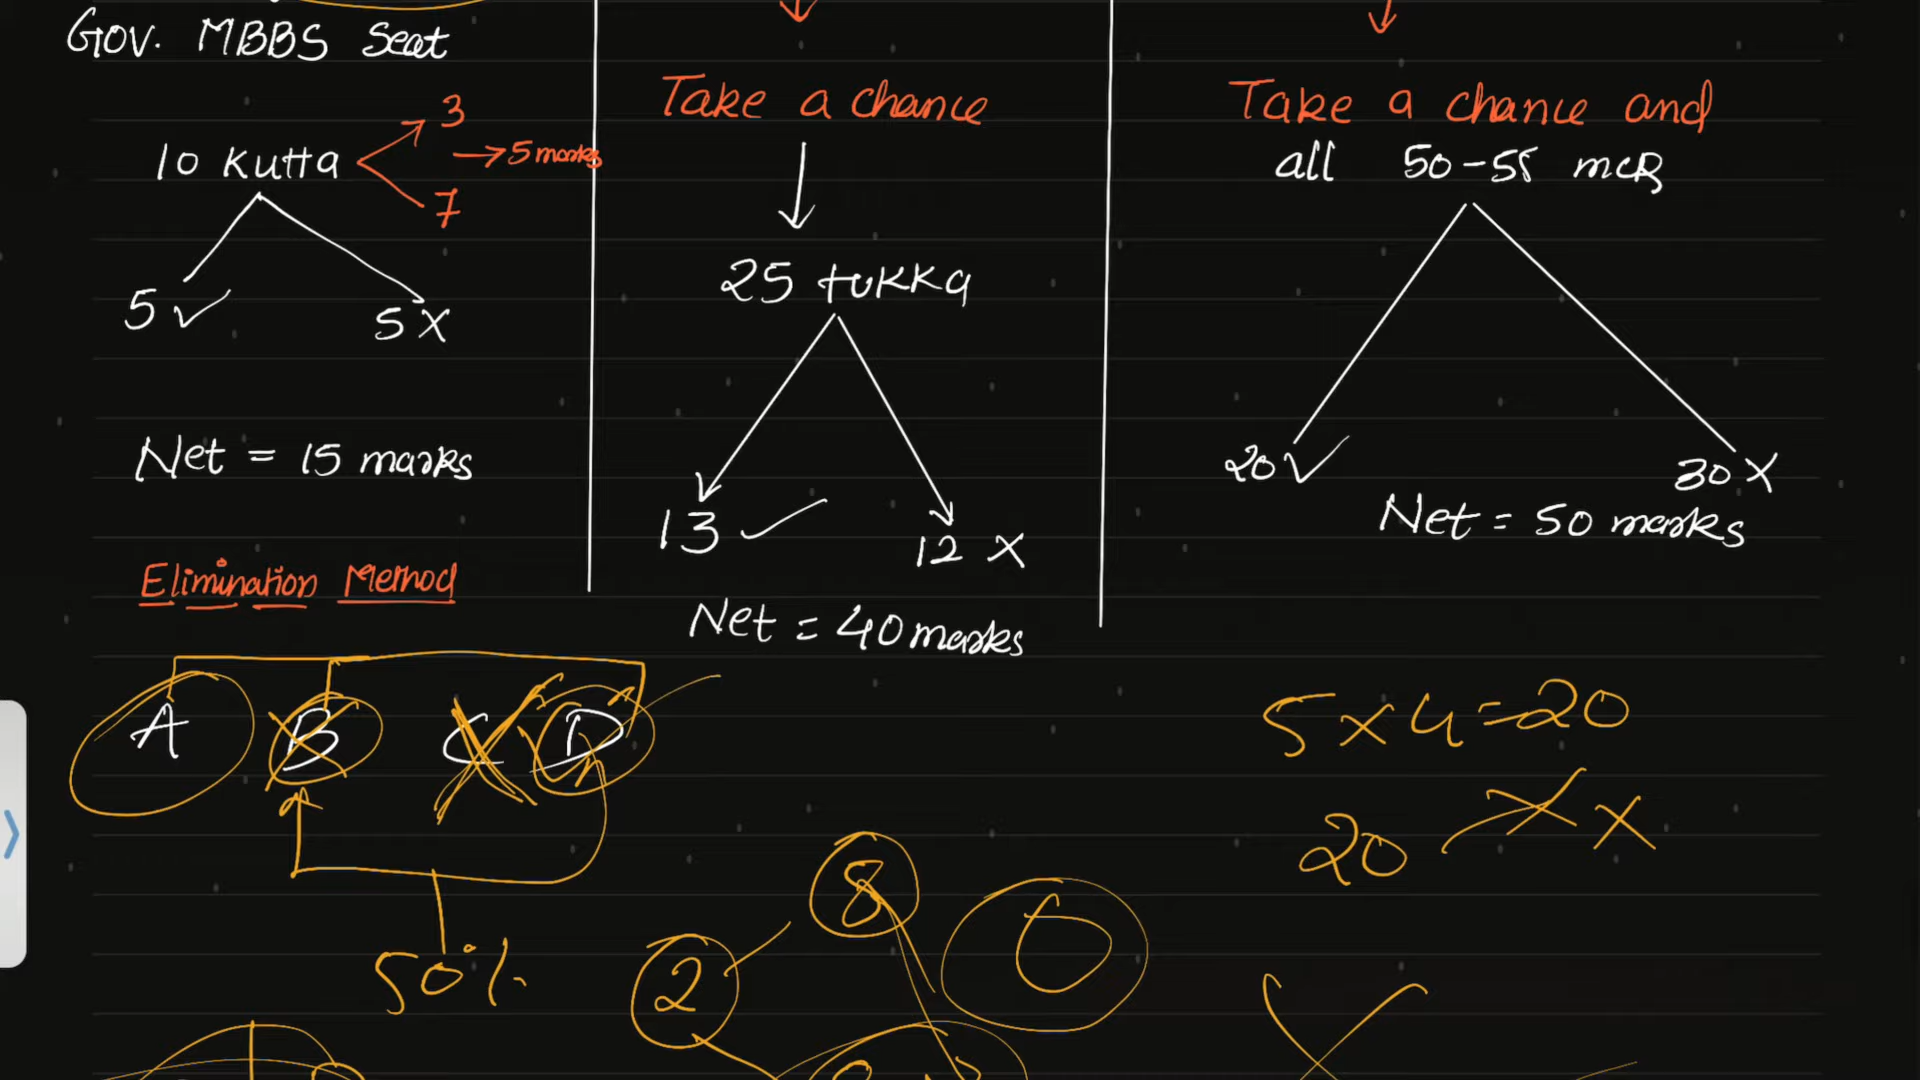 Gov. MBBS Seat
10 Kutta
3
→ 5 marks
7
5 ✓
5 X
Net = 15 marks
Elimination Method
A B C D
50%
Take a chance
25 tukka
13 ✓
12 X
Net = 40 marks
Take a chance and
all 50-55 mcq
20 ✓
30 X
Net = 50 marks
5 x 4 = 20
20
X
8
2